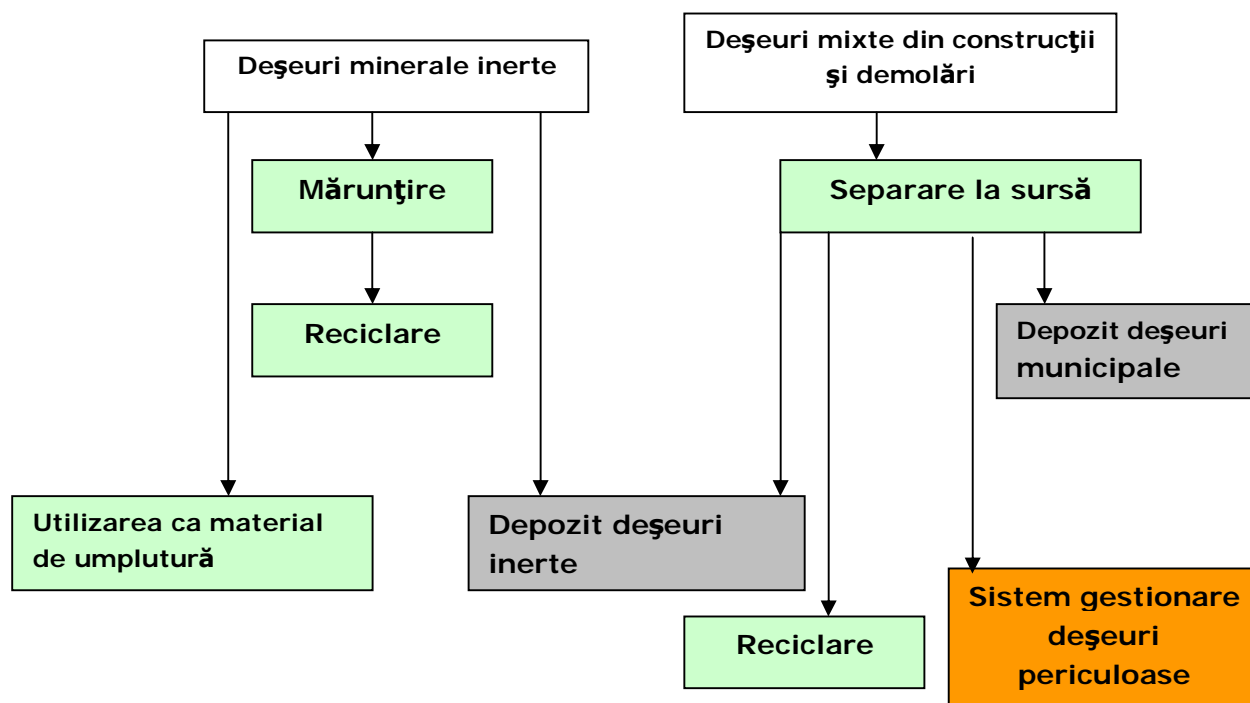 Deşeuri minerale inerte
Deşeuri mixte din construcţii
şi demolări
Mărunţire
Separare la sursă
Reciclare
Depozit deşeuri
municipale
Utilizarea ca material
de umplutură
Depozit deşeuri
inerte
Reciclare
Sistem gestionare
deşeuri
periculoase